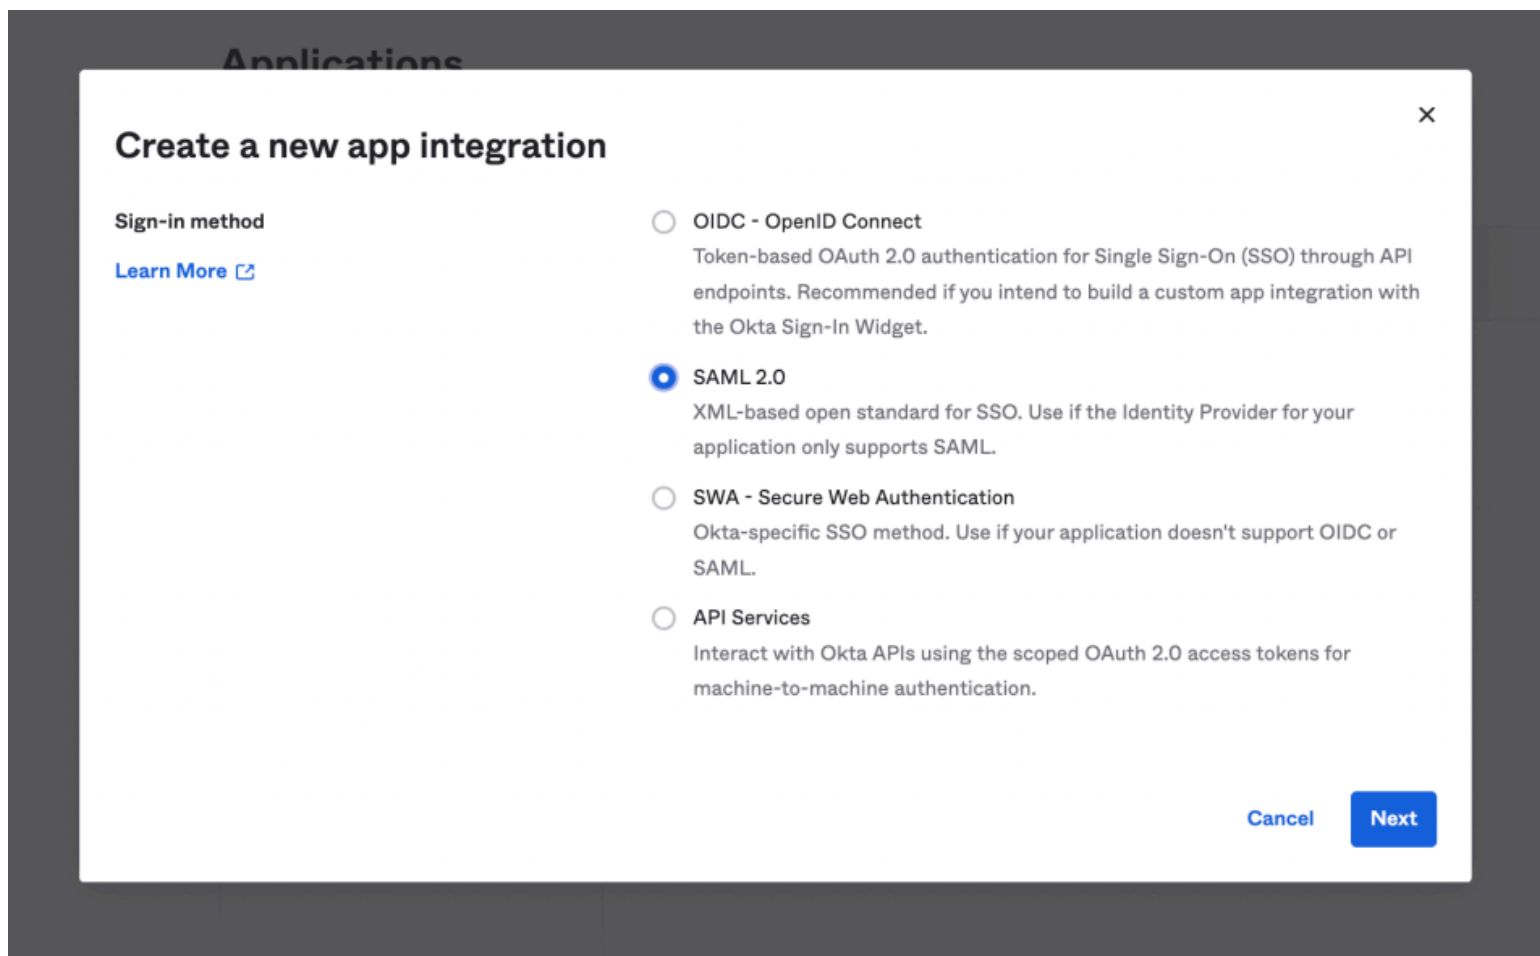 Applications
Create a new app integration
Sign-in method
Learn More
OIDC - OpenID Connect
Token-based OAuth 2.0 authentication for Single Sign-On (SSO) through API
endpoints. Recommended if you intend to build a custom app integration with
the Okta Sign-In Widget.
SAML 2.0
XML-based open standard for SSO. Use if the Identity Provider for your
application only supports SAML.
SWA - Secure Web Authentication
Okta-specific SSO method. Use if your application doesn't support OIDC or
SAML.
API Services
Interact with Okta APIs using the scoped OAuth 2.0 access tokens for
machine-to-machine authentication.
Cancel
Next